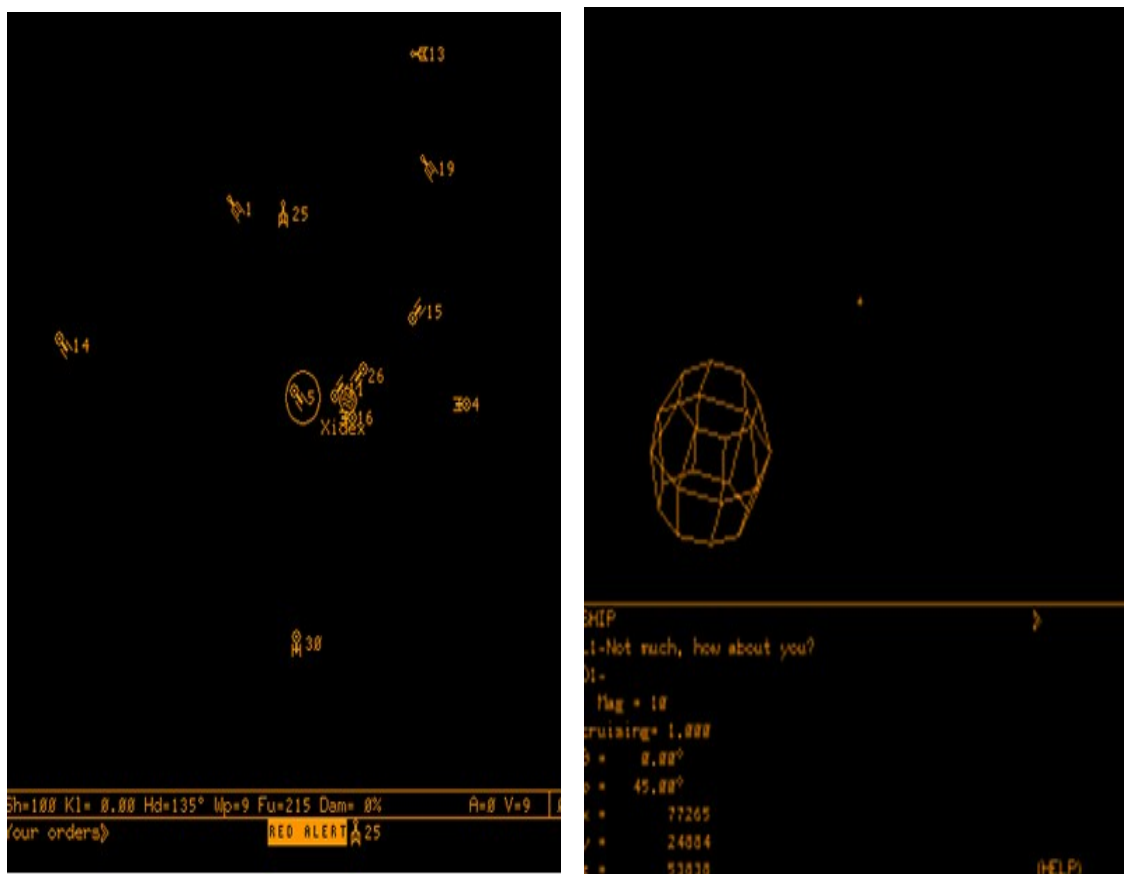 13
19
1
25
15
14
26
5
11
4
16
Xidex
30
Sh=100 Kl= 0.00 Hd=135° Wp=9 Fu=215 Dam= 0% A=0 V=9
Your orders>
RED ALERT 25
SHIP >
-Not much, how about you?
Mag = 10
cruising= 1.000
= 0.00°
= 45.00°
= 77265
= 24884
= 53838 (HELP)